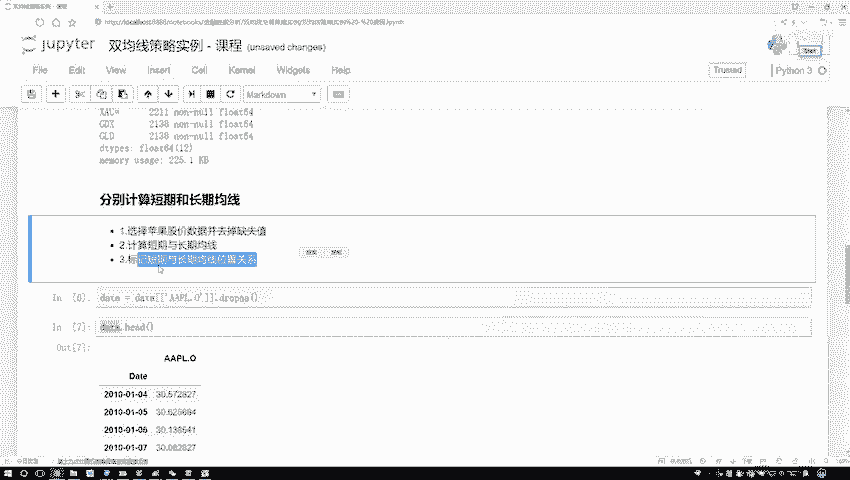 jupyter 双均线策略实例 - 课程 (unsaved changes)
File Edit View Insert Cell Kernel Widgets Help
Trusted
Python 3
Markdown
XAU= 2211 non-null float64
GDX 2138 non-null float64
GLD 2138 non-null float64
dtypes: float64(12)
memory usage: 225.1 KB
分别计算短期和长期均线
1.选择苹果股价数据并去掉缺失值
2.计算短期与长期均线
3.标记短期与长期均线位置关系
In [6]: data = data[['AAPL.O']].dropna()
In [7]: data.head()
Out[7]:
AAPL.O
Date
2010-01-04 30.572827
2010-01-05 30.625684
2010-01-06 30.138541
2010-01-07 30.082827